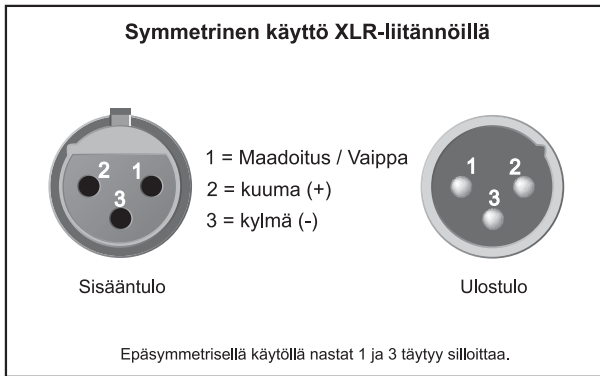 Symmetrinen käyttö XLR-liitännöillä
2 1
3
1 = Maadoitus / Vaippa
2 = kuuma (+)
3 = kylmä (-)
1 2
3
Sisääntulo
Ulostulo
Epäsymmetrisellä käytöllä nastat 1 ja 3 täytyy silloittaa.